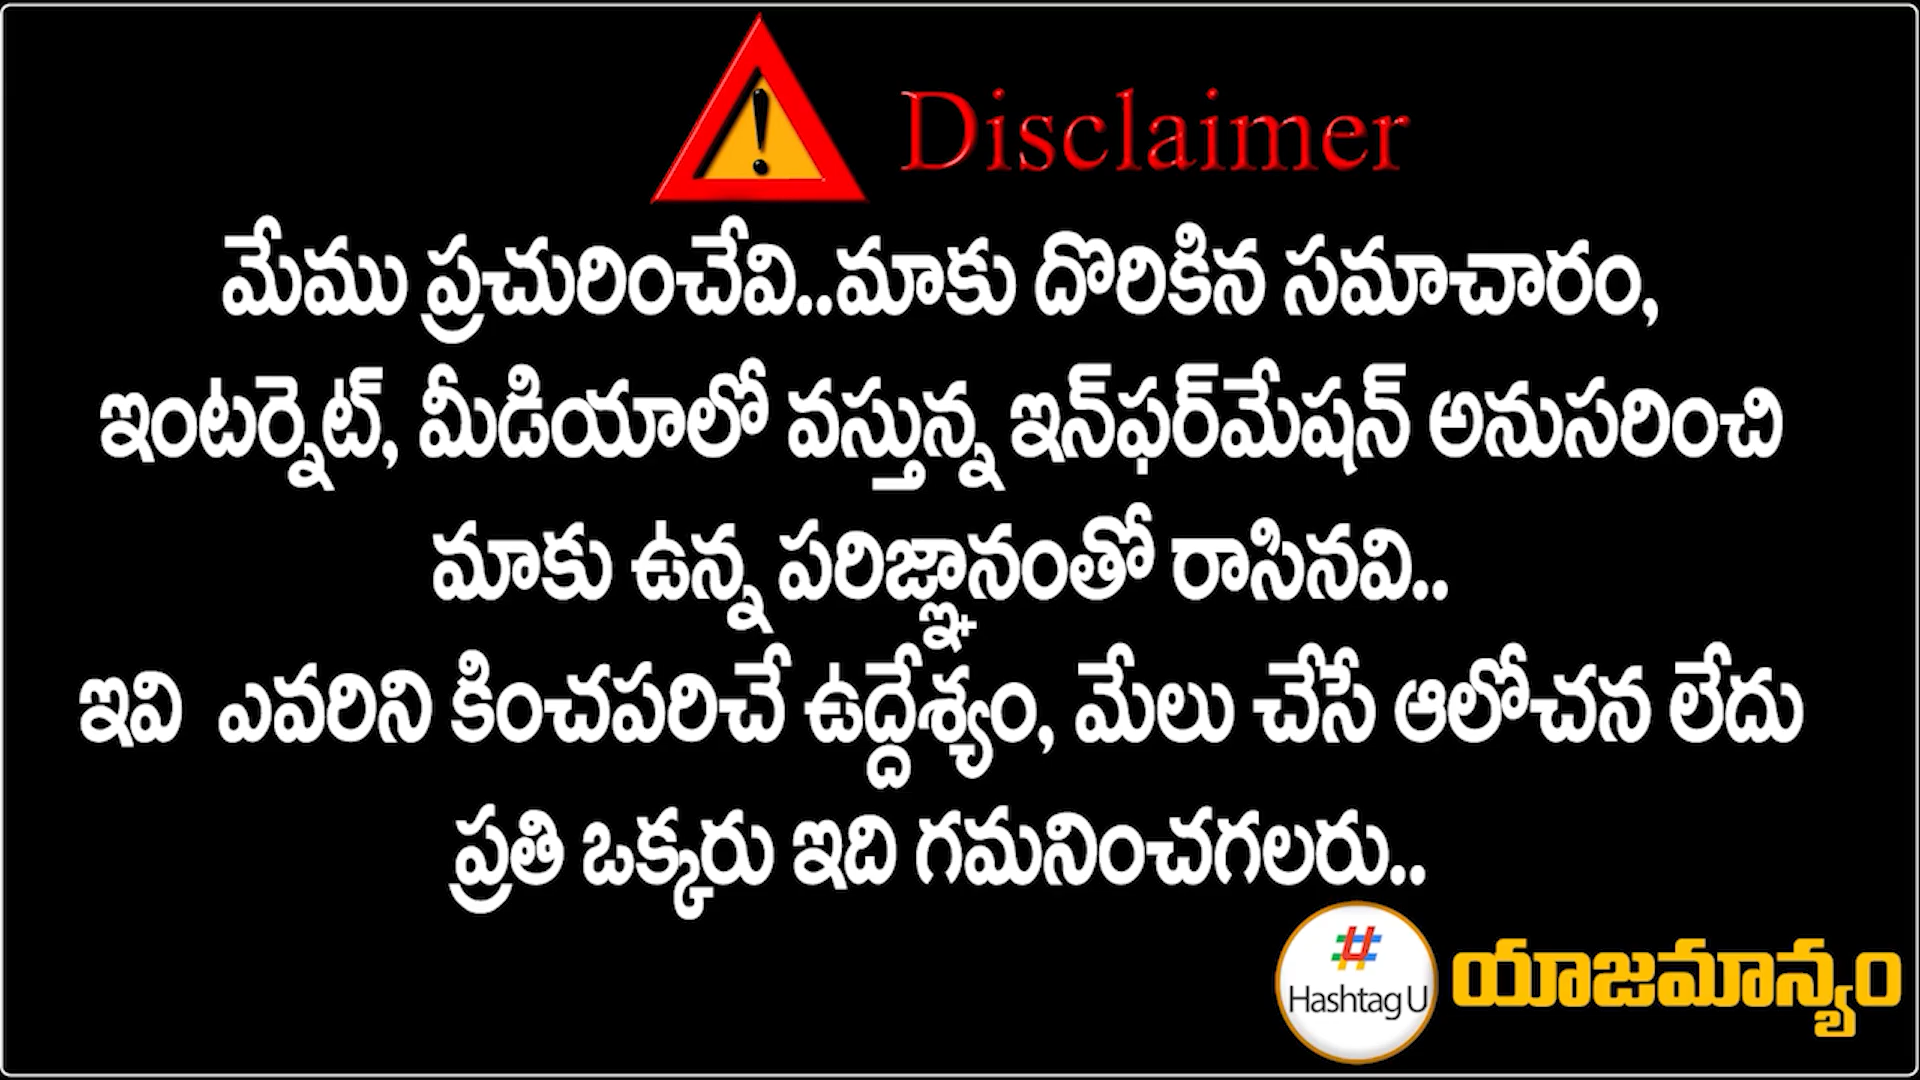 Disclaimer
మేము ప్రచురించేవి..మాకు దొరికిన సమాచారం,
ఇంటర్నెట్, మీడియాలో వస్తున్న ఇన్‌ఫర్‌మేషన్ అనుసరించి
మాకు ఉన్న పరిజ్ఞానంతో రాసినవి..
ఇవి ఎవరిని కించపరిచే ఉద్దేశ్యం, మేలు చేసే ఆలోచన లేదు
ప్రతి ఒక్కరు ఇది గమనించగలరు..
Hashtag U యాజమాన్యం